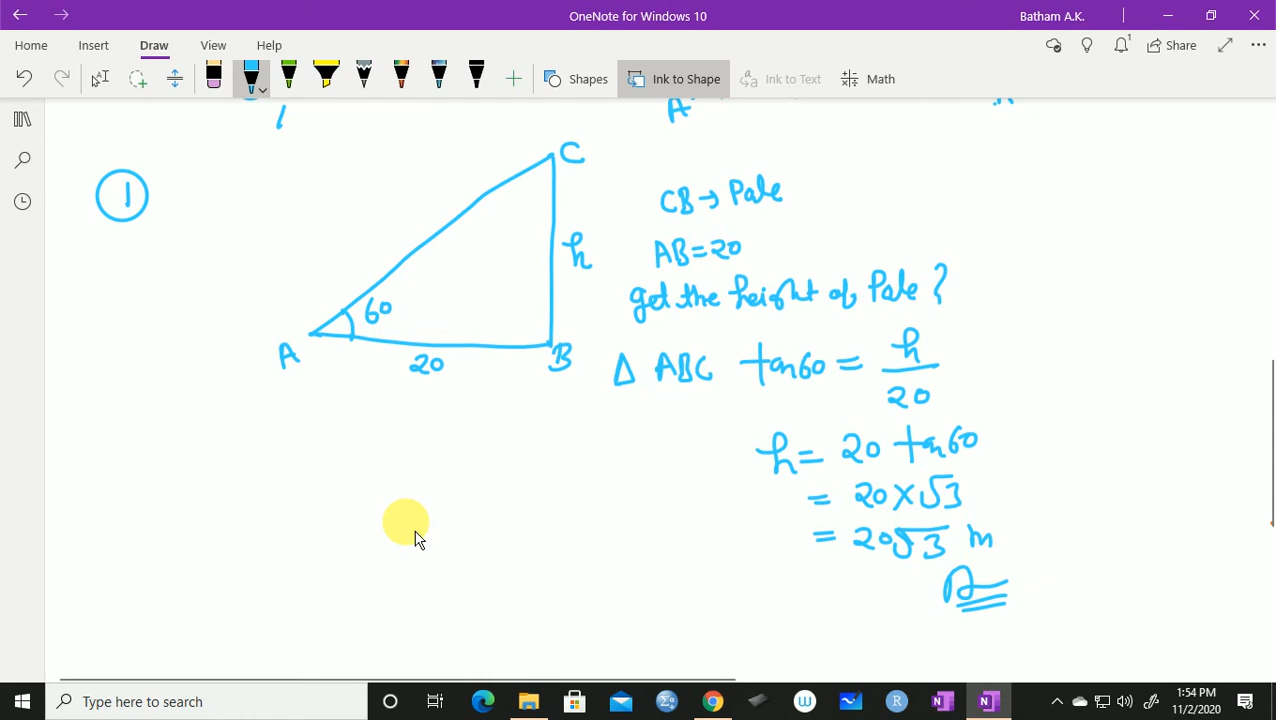 OneNote for Windows 10
Batham A.K.
Home Insert Draw View Help
Share
Shapes
Ink to Shape
Ink to Text
Math
A
1
C
CB → Pole
h
AB = 20
get the height of Pole ?
60
A
20
B
Δ ABC tan60 = h/20
h = 20 tan60
= 20 × √3
= 20√3 m
Type here to search
1:54 PM
11/2/2020